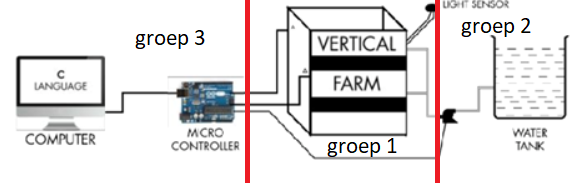 groep 3
C
LANGUAGE
COMPUTER
MICRO
CONTROLLER
VERTICAL
FARM
groep 1
LIGHT SENSOR
groep 2
WATER
TANK